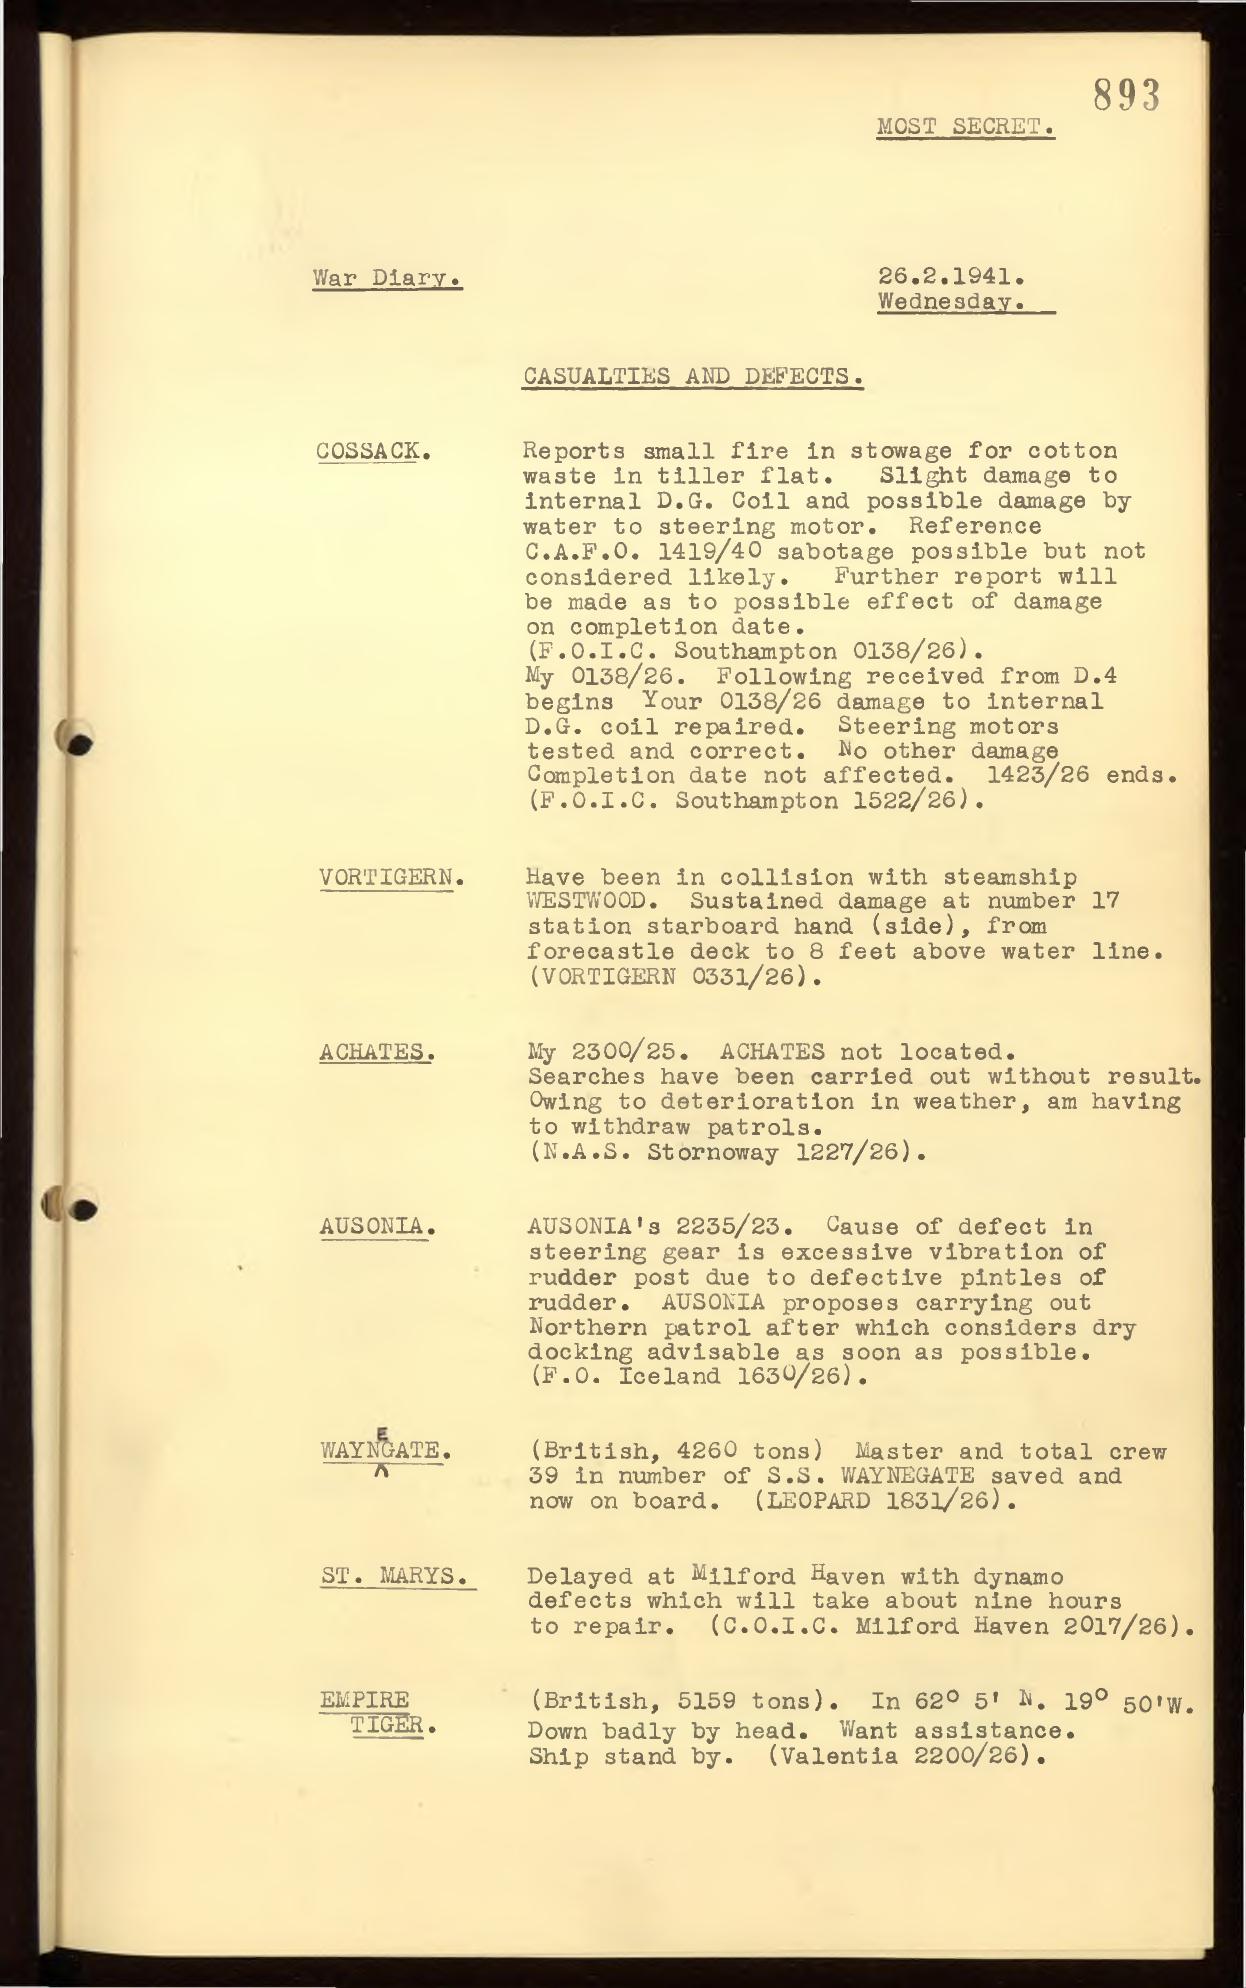 893
MOST SECRET.
War Diary.
26.2.1941.
Wednesday.
CASUALTIES AND DEFECTS.
COSSACK. Reports small fire in stowage for cotton
waste in tiller flat. Slight damage to
internal D.G. Coil and possible damage by
water to steering motor. Reference
C.A.F.O. 1419/40 sabotage possible but not
considered likely. Further report will
be made as to possible effect of damage
on completion date.
(F.O.I.C. Southampton 0138/26).
My 0138/26. Following received from D.4
begins Your 0138/26 damage to internal
D.G. coil repaired. Steering motors
tested and correct. No other damage
Completion date not affected. 1423/26 ends.
(F.O.I.C. Southampton 1522/26).
VORTIGERN. Have been in collision with steamship
WESTWOOD. Sustained damage at number 17
station starboard hand (side), from
forecastle deck to 8 feet above water line.
(VORTIGERN 0331/26).
ACHATES. My 2300/25. ACHATES not located.
Searches have been carried out without result.
Owing to deterioration in weather, am having
to withdraw patrols.
(N.A.S. Stornoway 1227/26).
AUSONIA. AUSONIA's 2235/23. Cause of defect in
steering gear is excessive vibration of
rudder post due to defective pintles of
rudder. AUSONIA proposes carrying out
Northern patrol after which considers dry
docking advisable as soon as possible.
(F.O. Iceland 1630/26).
WAYNEGATE. (British, 4260 tons) Master and total crew
39 in number of S.S. WAYNEGATE saved and
now on board. (LEOPARD 1831/26).
ST. MARYS. Delayed at Milford Haven with dynamo
defects which will take about nine hours
to repair. (C.O.I.C. Milford Haven 2017/26).
EMPIRE (British, 5159 tons). In 62° 5' N. 19° 50'W.
TIGER. Down badly by head. Want assistance.
Ship stand by. (Valentia 2200/26).